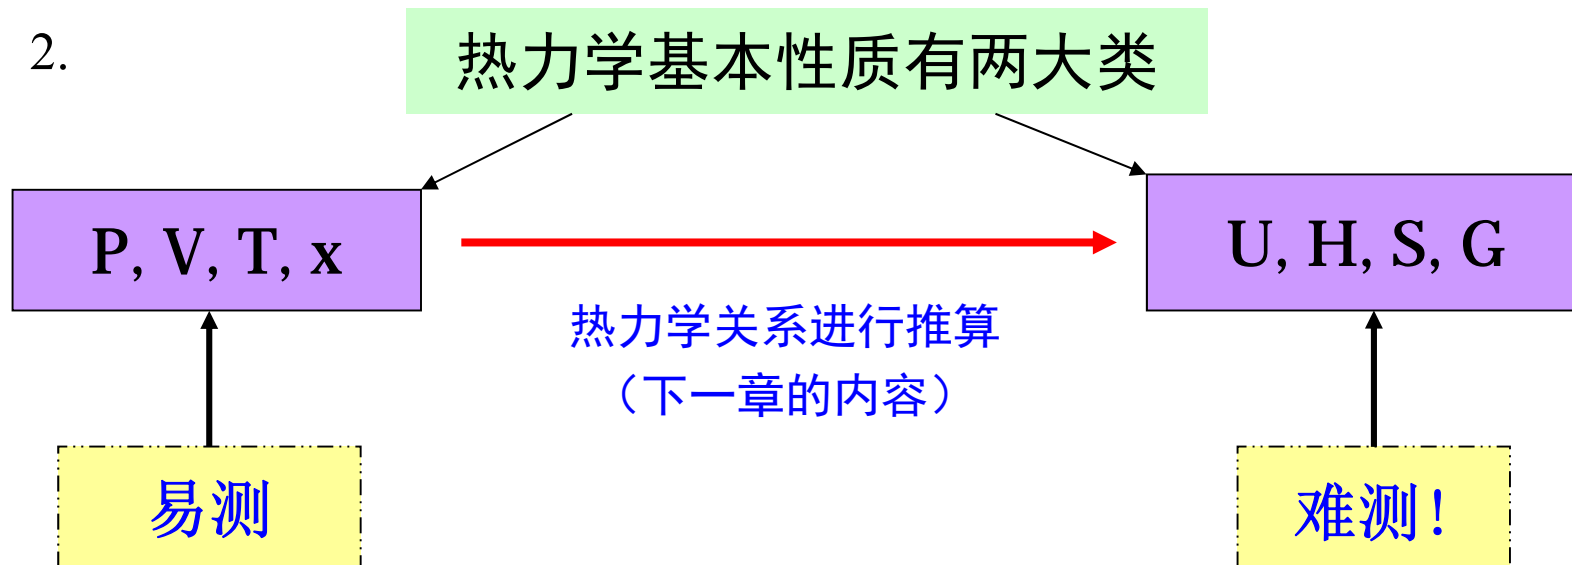 2.
热力学基本性质有两大类
P, V, T, x
U, H, S, G
热力学关系进行推算
（下一章的内容）
易测
难测！